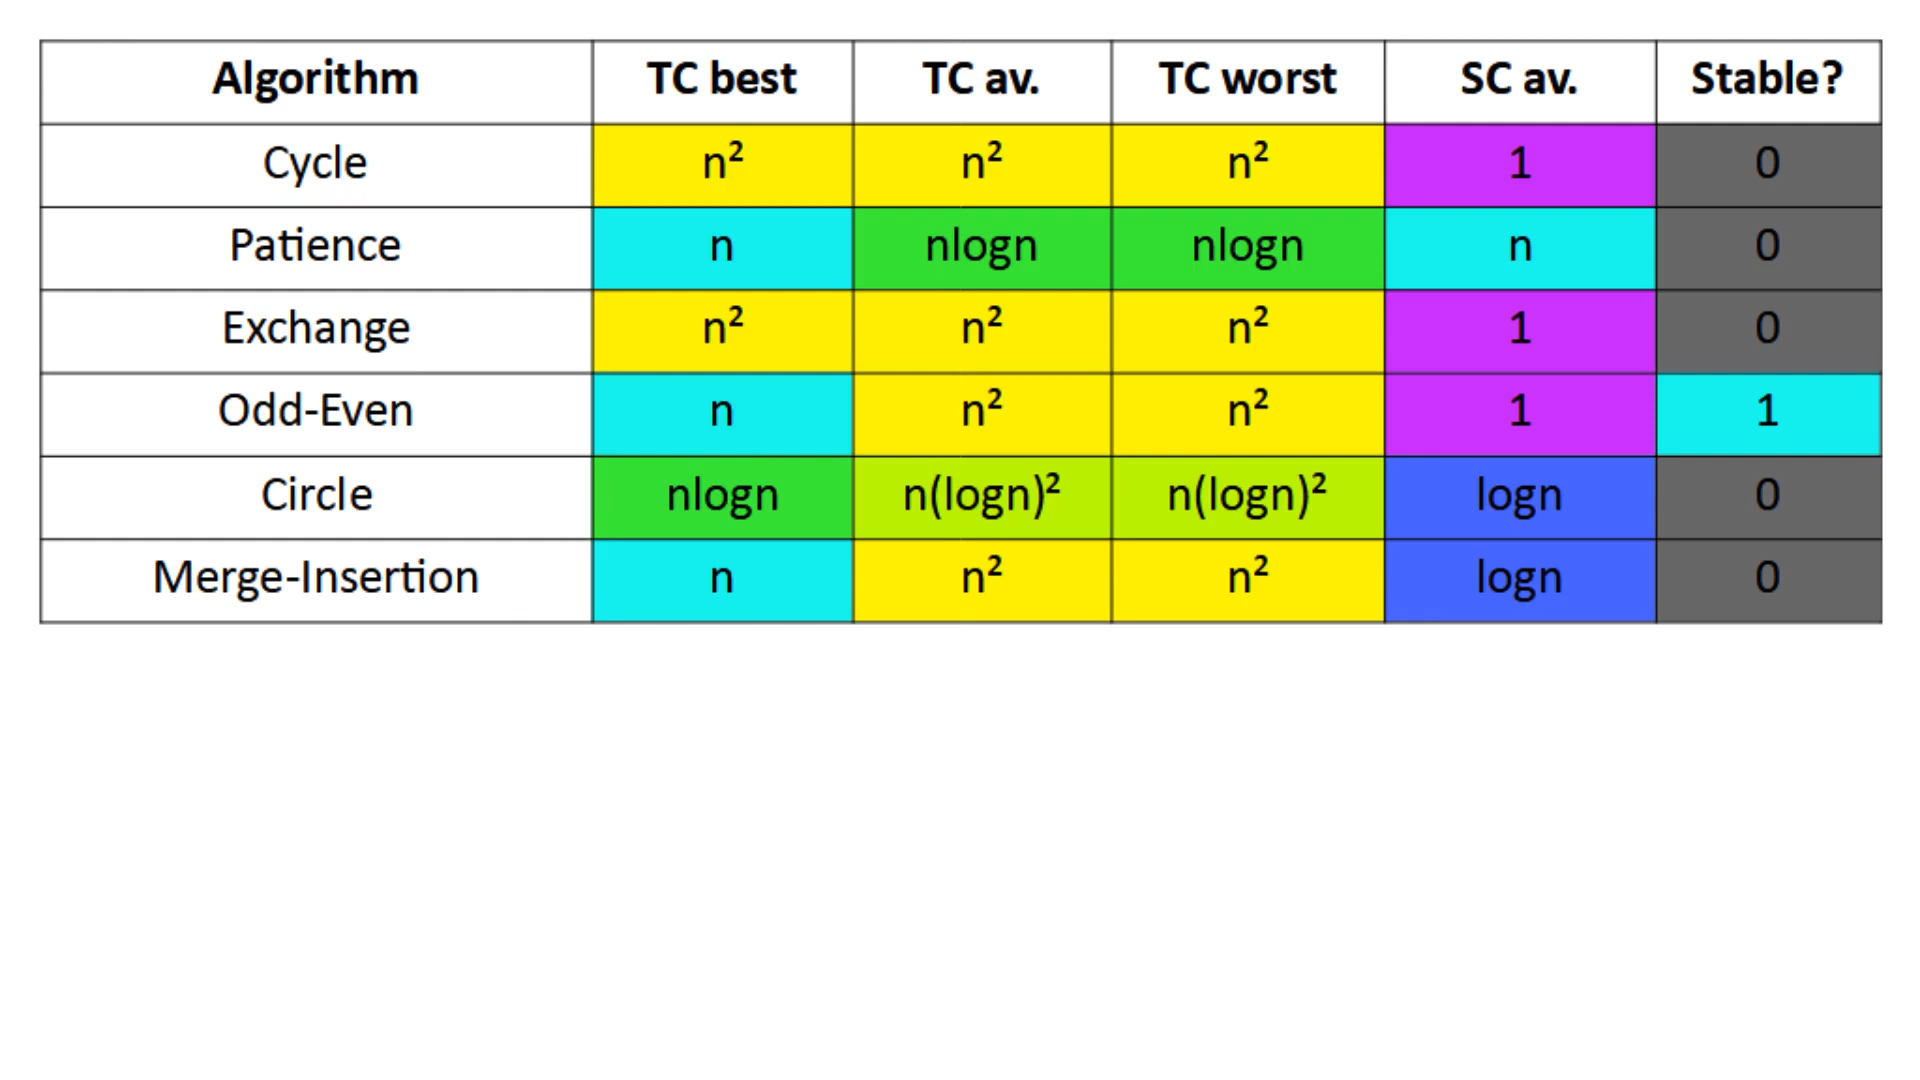 Algorithm TC best TC av. TC worst SC av. Stable?
Cycle n² n² n² 1 0
Patience n nlogn nlogn n 0
Exchange n² n² n² 1 0
Odd-Even n n² n² 1 1
Circle nlogn n(logn)² n(logn)² logn 0
Merge-Insertion n n² n² logn 0